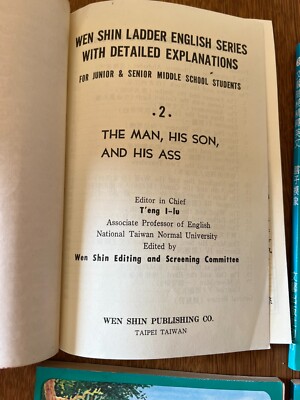 WEN SHIN LADDER ENGLISH SERIES
WITH DETAILED EXPLANATIONS
FOR JUNIOR & SENIOR MIDDLE SCHOOL STUDENTS
·2·
THE MAN, HIS SON,
AND HIS ASS
Editor in Chief
T'eng I-lu
Associate Professor of English
National Taiwan Normal University
Edited by
Wen Shin Editing and Screening Committee
WEN SHIN PUBLISHING CO.
TAIPEI TAIWAN